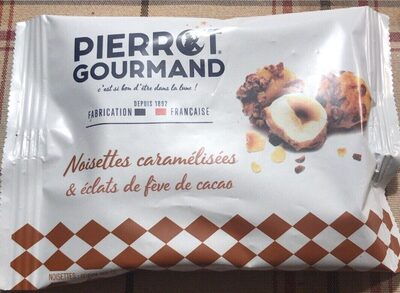 PIERROT
GOURMAND
c'est si bon d'être dans la lune !
DEPUIS 1892
FABRICATION FRANÇAISE
Noisettes caramélisées
& éclats de fève de cacao
NOISETTES